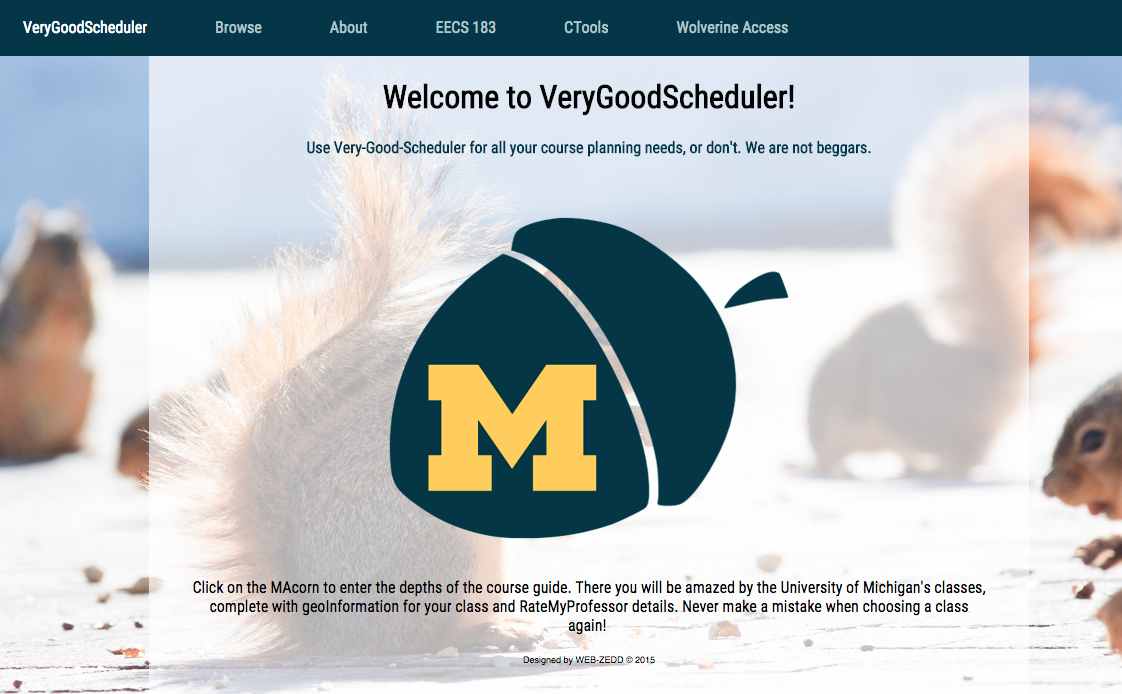 VeryGoodScheduler Browse About EECS 183 CTools Wolverine Access
Welcome to VeryGoodScheduler!
Use Very-Good-Scheduler for all your course planning needs, or don't. We are not beggars.
M
Click on the MAcorn to enter the depths of the course guide. There you will be amazed by the University of Michigan's classes,
complete with geoInformation for your class and RateMyProfessor details. Never make a mistake when choosing a class
again!
Designed by WEB-ZEDD © 2015